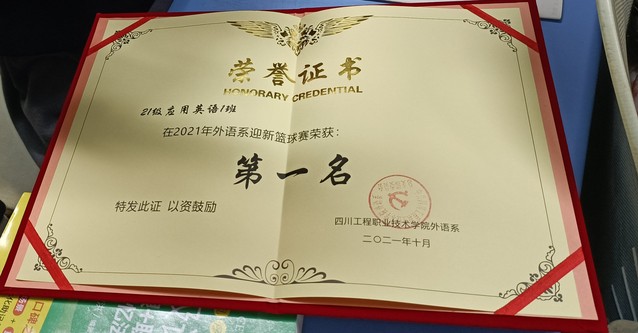 荣誉证书
HONORARY CREDENTIAL
21级应用英语1班
在2021年外语系迎新篮球赛荣获:
第一名
特发此证 以资鼓励
四川工程职业技术学院外语系
二〇二一年十月